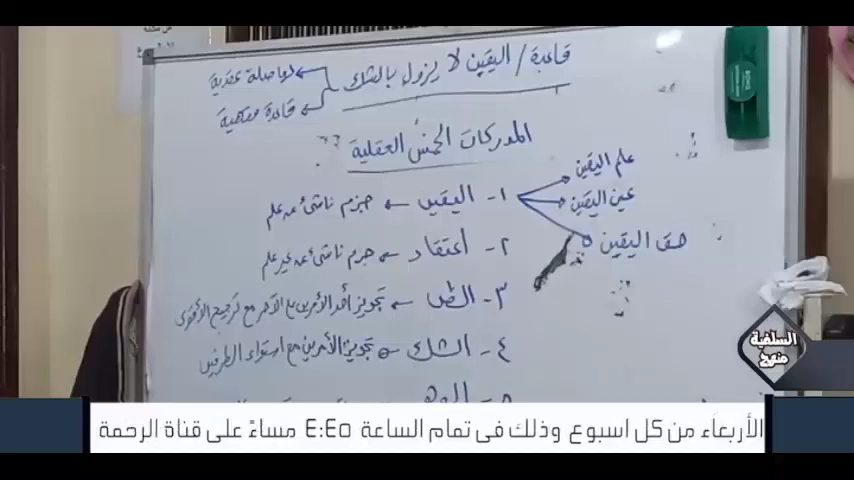 قاعدة / اليقين لا يزول بالشك
قاعدة فقهية
المدركات الخمس العقلية
١- اليقين ← جزم ناشئ عن علم
علم اليقين
عين اليقين
حق اليقين
٢- اعتقاد ← جزم ناشئ عن غير علم
٣- الظن ← تجويز أحد الأمرين مع ترجيح الأقوى
٤- الشك ← تجويز الأمرين مع استواء الطرفين
السلفية
منهج
الأربعاء من كل اسبوع وذلك فى تمام الساعة ٤:٤٥ مساءً على قناة الرحمة